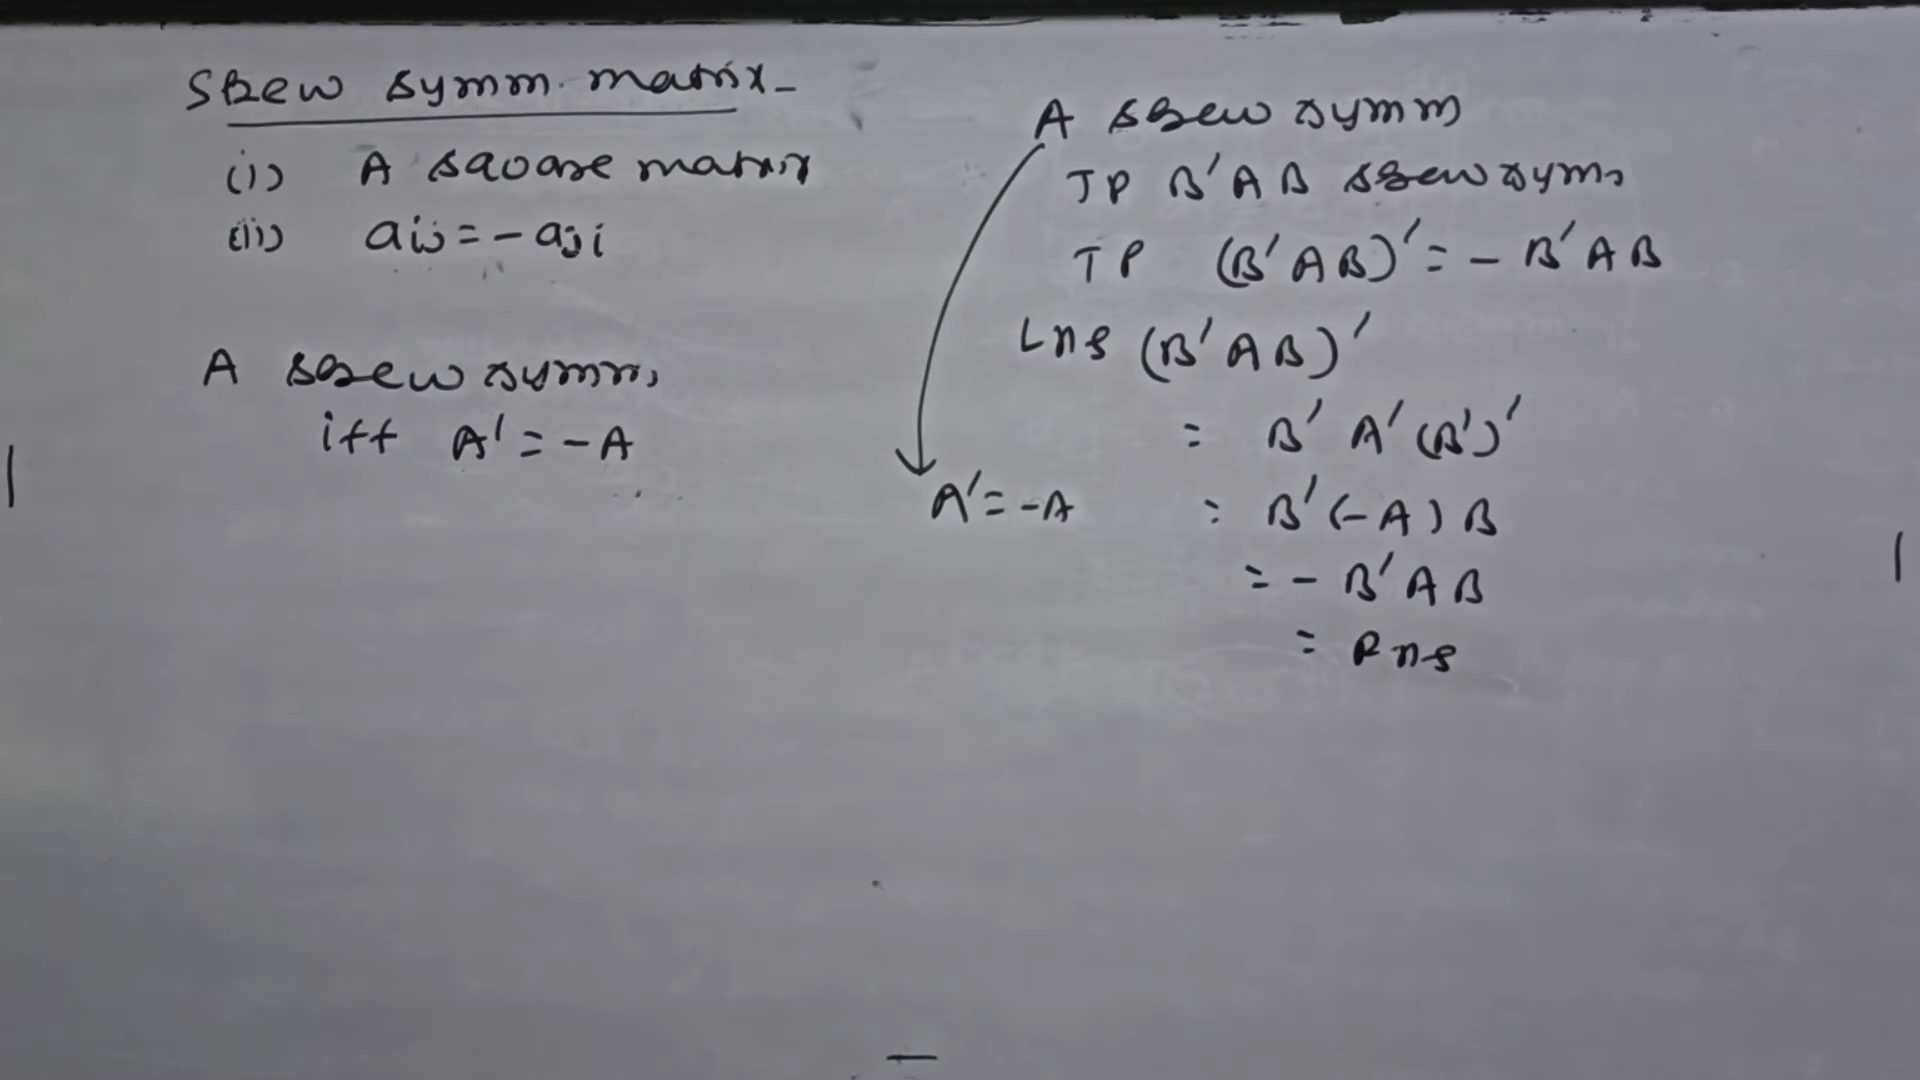 Skew symm. matrix -
(i) A square matrix
(ii) aij = - aji
A skew symm.
iff A' = -A
A skew symm
TP B'AB skew sym.
TP (B'AB)' = - B'AB
LHS (B'AB)'
= B' A' (B')'
A' = -A
= B' (-A) B
= - B'AB
= RHS